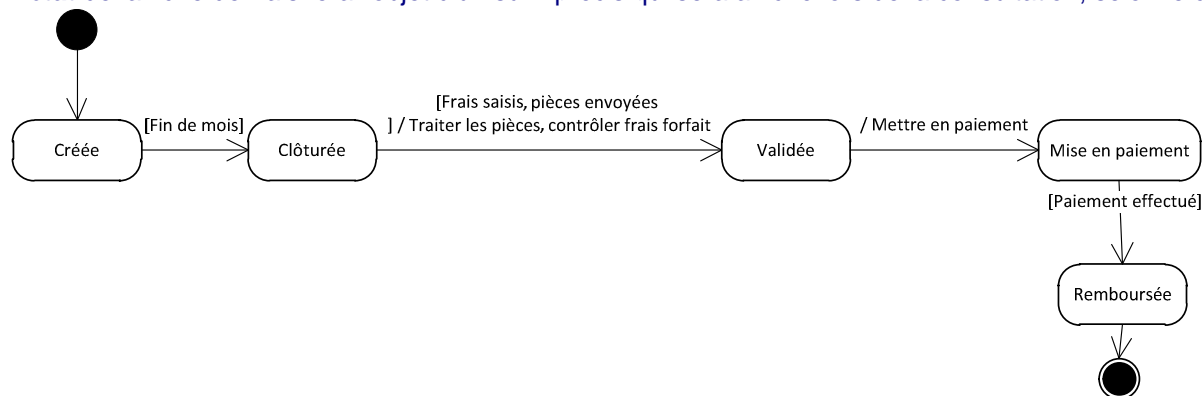 [Frais saisis, pièces envoyées
[Fin de mois]
] / Traiter les pièces, contrôler frais forfait
/ Mettre en paiement
Créée
Clôturée
Validée
Mise en paiement
[Paiement effectué]
Remboursée